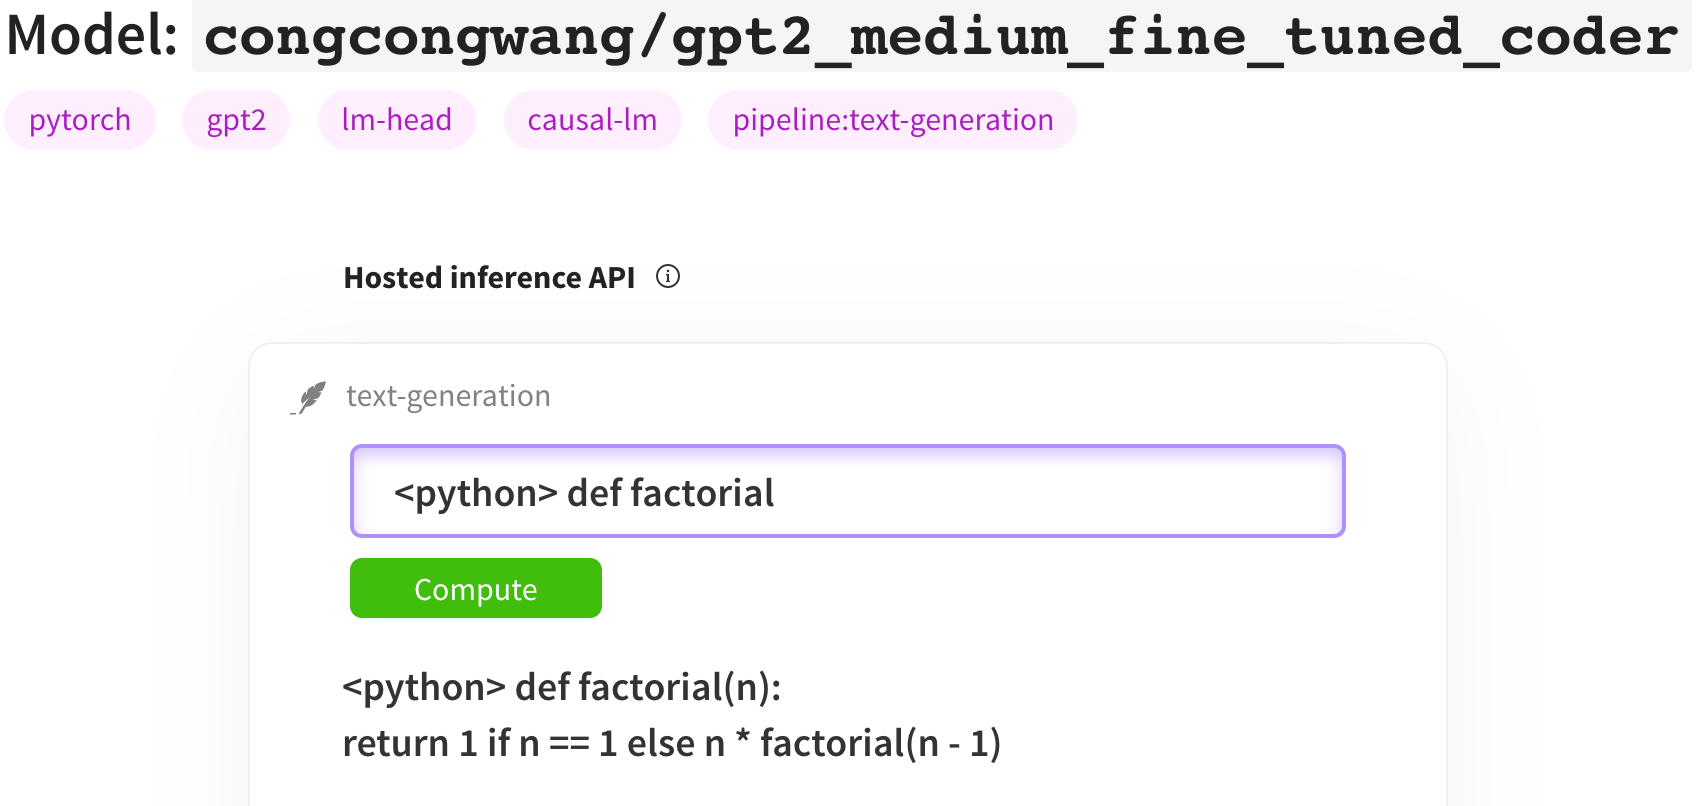 Model: congcongwang/gpt2_medium_fine_tuned_coder
pytorch gpt2 lm-head causal-lm pipeline:text-generation
Hosted inference API
text-generation
<python> def factorial
Compute
<python> def factorial(n):
return 1 if n == 1 else n * factorial(n - 1)